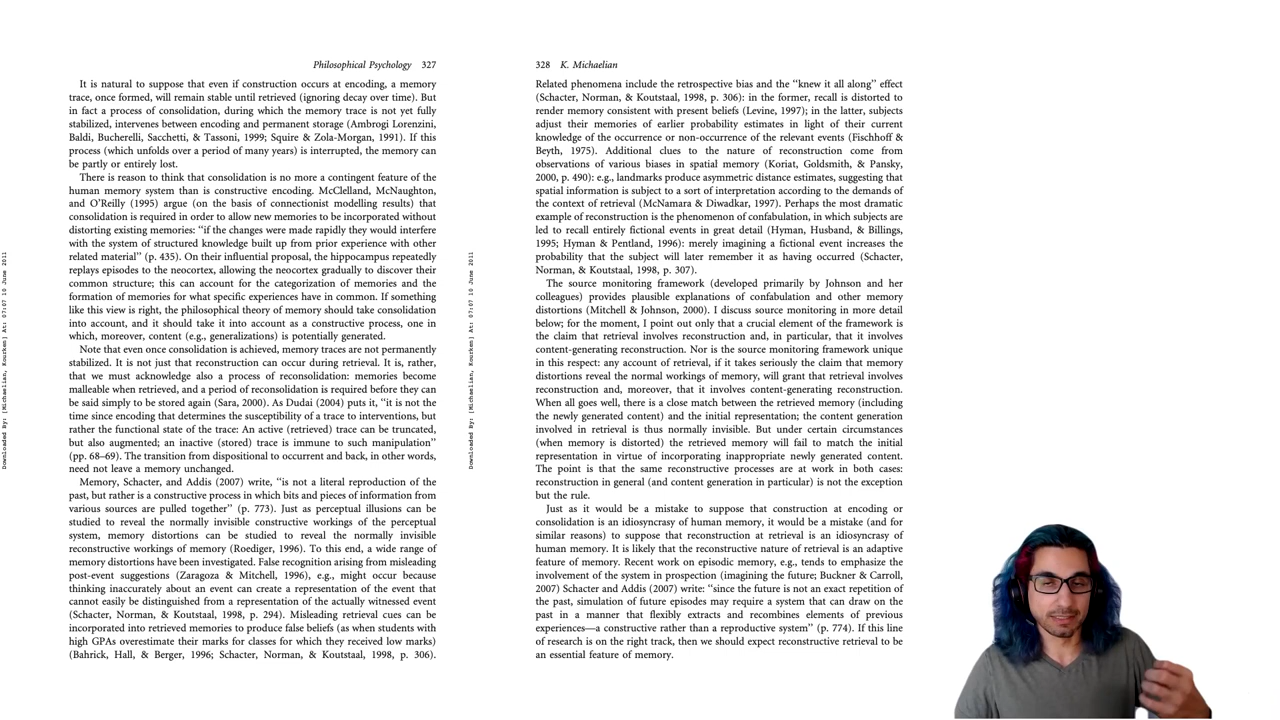 Philosophical Psychology 327
It is natural to suppose that even if construction occurs at encoding, a memory
trace, once formed, will remain stable until retrieved (ignoring decay over time). But
in fact a process of consolidation, during which the memory trace is not yet fully
stabilized, intervenes between encoding and permanent storage (Ambrogi Lorenzini,
Baldi, Bucherelli, Sacchetti, & Tassoni, 1999; Squire & Zola-Morgan, 1991). If this
process (which unfolds over a period of many years) is interrupted, the memory can
be partly or entirely lost.
There is reason to think that consolidation is no more a contingent feature of the
human memory system than is constructive encoding. McClelland, McNaughton,
and O'Reilly (1995) argue (on the basis of connectionist modelling results) that
consolidation is required in order to allow new memories to be incorporated without
distorting existing memories: "if the changes were made rapidly they would interfere
with the system of structured knowledge built up from prior experience with other
related material" (p. 435). On their influential proposal, the hippocampus repeatedly
replays episodes to the neocortex, allowing the neocortex gradually to discover their
common structure; this can account for the categorization of memories and the
formation of memories for what specific experiences have in common. If something
like this view is right, the philosophical theory of memory should take consolidation
into account, and it should take it into account as a constructive process, one in
which, moreover, content (e.g., generalizations) is potentially generated.
Note that even once consolidation is achieved, memory traces are not permanently
stabilized. It is not just that reconstruction can occur during retrieval. It is, rather,
that we must acknowledge also a process of reconsolidation: memories become
malleable when retrieved, and a period of reconsolidation is required before they can
be said simply to be stored again (Sara, 2000). As Dudai (2004) puts it, "it is not the
time since encoding that determines the susceptibility of a trace to interventions, but
rather the functional state of the trace: An active (retrieved) trace can be truncated,
but also augmented; an inactive (stored) trace is immune to such manipulation"
(pp. 68–69). The transition from dispositional to occurrent and back, in other words,
need not leave a memory unchanged.
Memory, Schacter, and Addis (2007) write, "is not a literal reproduction of the
past, but rather is a constructive process in which bits and pieces of information from
various sources are pulled together" (p. 773). Just as perceptual illusions can be
studied to reveal the normally invisible constructive workings of the perceptual
system, memory distortions can be studied to reveal the normally invisible
reconstructive workings of memory (Roediger, 1996). To this end, a wide range of
memory distortions have been investigated. False recognition arising from misleading
post-event suggestions (Zaragoza & Mitchell, 1996), e.g., might occur because
thinking inaccurately about an event can create a representation of the event that
cannot easily be distinguished from a representation of the actually witnessed event
(Schacter, Norman, & Koutstaal, 1998, p. 294). Misleading retrieval cues can be
incorporated into retrieved memories to produce false beliefs (as when students with
high GPAs overestimate their marks for classes for which they received low marks)
(Bahrick, Hall, & Berger, 1996; Schacter, Norman, & Koutstaal, 1998, p. 306).
Downloaded By: [Michaelian, Kourken] At: 07:07 10 June 2011
328 K. Michaelian
Related phenomena include the retrospective bias and the "knew it all along" effect
(Schacter, Norman, & Koutstaal, 1998, p. 306): in the former, recall is distorted to
render memory consistent with present beliefs (Levine, 1997); in the latter, subjects
adjust their memories of earlier probability estimates in light of their current
knowledge of the occurrence or non-occurrence of the relevant events (Fischhoff &
Beyth, 1975). Additional clues to the nature of reconstruction come from
observations of various biases in spatial memory (Koriat, Goldsmith, & Pansky,
2000, p. 490): e.g., landmarks produce asymmetric distance estimates, suggesting that
spatial information is subject to a sort of interpretation according to the demands of
the context of retrieval (McNamara & Diwadkar, 1997). Perhaps the most dramatic
example of reconstruction is the phenomenon of confabulation, in which subjects are
led to recall entirely fictional events in great detail (Hyman, Husband, & Billings,
1995; Hyman & Pentland, 1996): merely imagining a fictional event increases the
probability that the subject will later remember it as having occurred (Schacter,
Norman, & Koutstaal, 1998, p. 307).
The source monitoring framework (developed primarily by Johnson and her
colleagues) provides plausible explanations of confabulation and other memory
distortions (Mitchell & Johnson, 2000). I discuss source monitoring in more detail
below; for the moment, I point out only that a crucial element of the framework is
the claim that retrieval involves reconstruction and, in particular, that it involves
content-generating reconstruction. Nor is the source monitoring framework unique
in this respect: any account of retrieval, if it takes seriously the claim that memory
distortions reveal the normal workings of memory, will grant that retrieval involves
reconstruction and, moreover, that it involves content-generating reconstruction.
When all goes well, there is a close match between the retrieved memory (including
the newly generated content) and the initial representation; the content generation
involved in retrieval is thus normally invisible. But under certain circumstances
(when memory is distorted) the retrieved memory will fail to match the initial
representation in virtue of incorporating inappropriate newly generated content.
The point is that the same reconstructive processes are at work in both cases:
reconstruction in general (and content generation in particular) is not the exception
but the rule.
Just as it would be a mistake to suppose that construction at encoding or
consolidation is an idiosyncrasy of human memory, it would be a mistake (and for
similar reasons) to suppose that reconstruction at retrieval is an idiosyncrasy of
human memory. It is likely that the reconstructive nature of retrieval is an adaptive
feature of memory. Recent work on episodic memory, e.g., tends to emphasize the
involvement of the system in prospection (imagining the future; Buckner & Carroll,
2007) Schacter and Addis (2007) write: "since the future is not an exact repetition of
the past, simulation of future episodes may require a system that can draw on the
past in a manner that flexibly extracts and recombines elements of previous
experiences—a constructive rather than a reproductive system" (p. 774). If this line
of research is on the right track, then we should expect reconstructive retrieval to be
an essential feature of memory.
Downloaded By: [Michaelian, Kourken] At: 07:07 10 June 2011